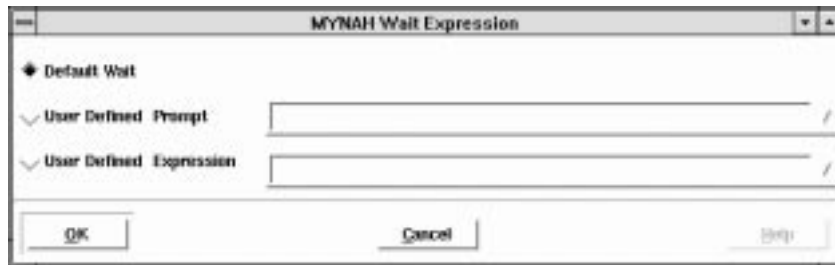 MYNAH Wait Expression
Default Wait
User Defined Prompt
User Defined Expression
OK Cancel Help